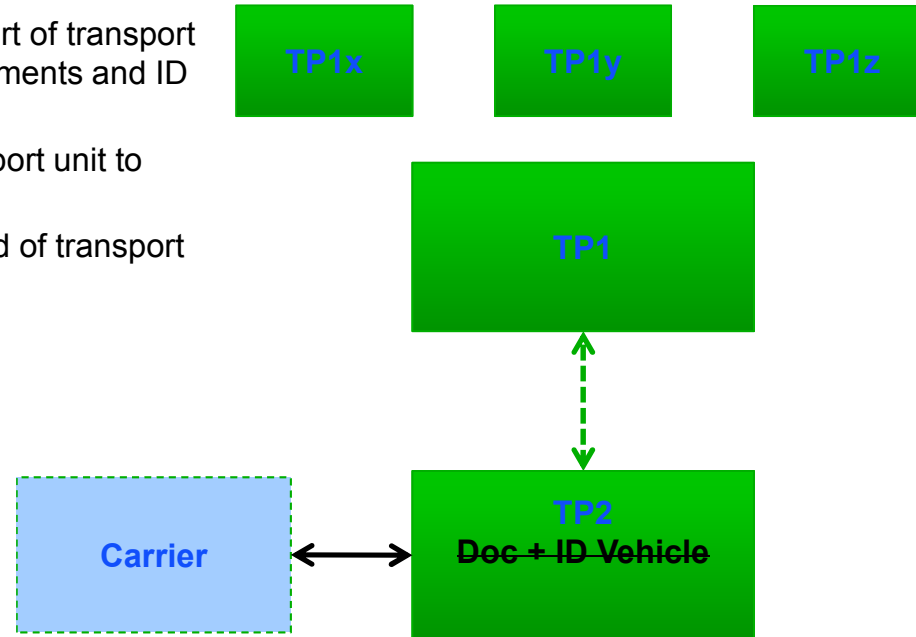 rt of transport
ments and ID
port unit to
d of transport
TP1x
TP1y
TP1z
TP1
TP2
Doc + ID Vehicle
Carrier